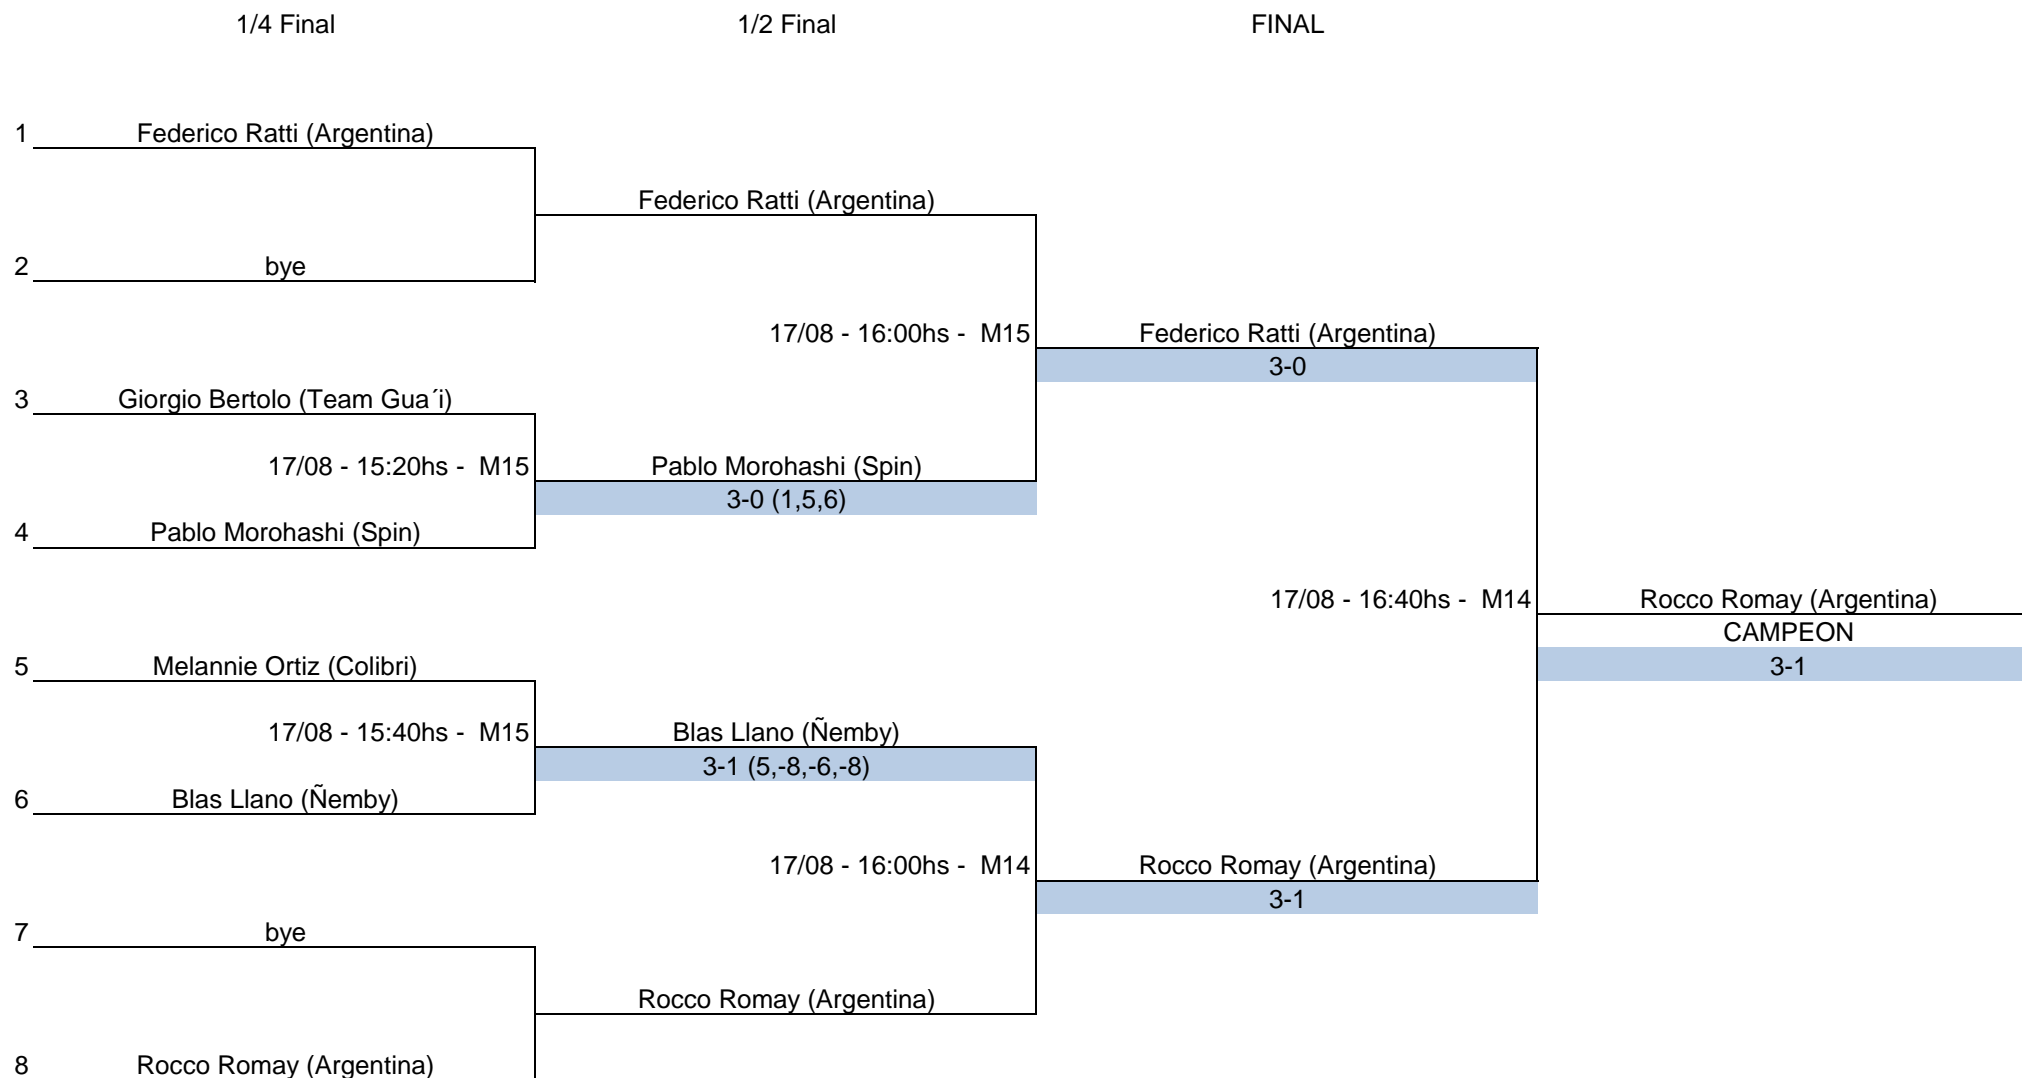 1/4 Final 1/2 Final FINAL
1 Federico Ratti (Argentina)
Federico Ratti (Argentina)
2 bye
17/08 - 16:00hs - M15 Federico Ratti (Argentina)
3-0
3 Giorgio Bertolo (Team Gua´i)
17/08 - 15:20hs - M15 Pablo Morohashi (Spin)
3-0 (1,5,6)
4 Pablo Morohashi (Spin)
17/08 - 16:40hs - M14 Rocco Romay (Argentina)
CAMPEON
5 Melannie Ortiz (Colibri) 3-1
17/08 - 15:40hs - M15 Blas Llano (Ñemby)
3-1 (5,-8,-6,-8)
6 Blas Llano (Ñemby)
17/08 - 16:00hs - M14 Rocco Romay (Argentina)
3-1
7 bye
Rocco Romay (Argentina)
8 Rocco Romay (Argentina)